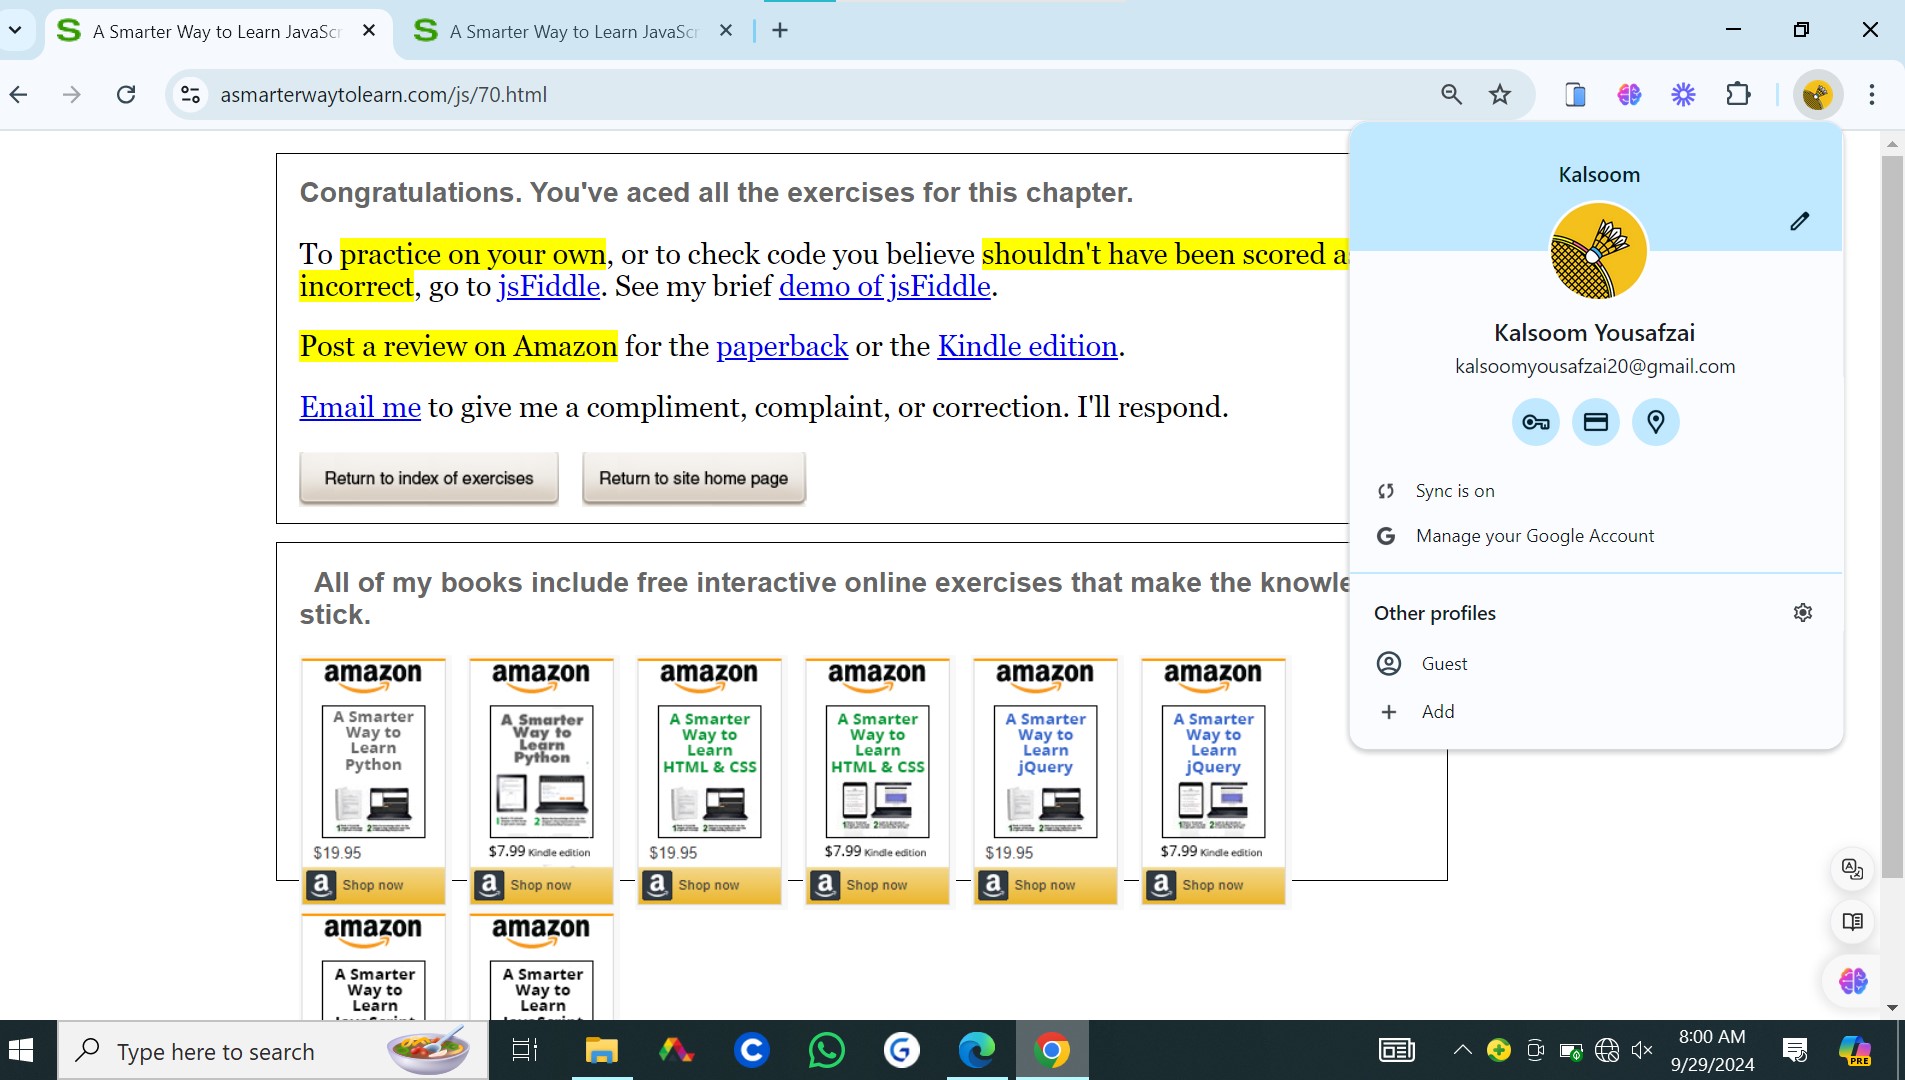 A Smarter Way to Learn JavaScr
A Smarter Way to Learn JavaScr
asmarterwaytolearn.com/js/70.html
Congratulations. You've aced all the exercises for this chapter.
To practice on your own, or to check code you believe shouldn't have been scored as
incorrect, go to jsFiddle. See my brief demo of jsFiddle.
Post a review on Amazon for the paperback or the Kindle edition.
Email me to give me a compliment, complaint, or correction. I'll respond.
Return to index of exercises
Return to site home page
Kalsoom
Kalsoom Yousafzai
kalsoomyousafzai20@gmail.com
Sync is on
Manage your Google Account
Other profiles
Guest
Add
All of my books include free interactive online exercises that make the knowle
stick.
amazon
A Smarter
Way to
Learn
Python
$19.95
Shop now
amazon
A Smarter
Way to
Learn
Python
$7.99 Kindle edition
Shop now
amazon
A Smarter
Way to
Learn
HTML & CSS
$19.95
Shop now
amazon
A Smarter
Way to
Learn
HTML & CSS
$7.99 Kindle edition
Shop now
amazon
A Smarter
Way to
Learn
jQuery
$19.95
Shop now
amazon
A Smarter
Way to
Learn
jQuery
$7.99 Kindle edition
Shop now
amazon
A Smarter
Way to
Learn
amazon
A Smarter
Way to
Learn
Type here to search
8:00 AM
9/29/2024
PRE